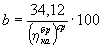 b = 34,12 / (η_ка^бр)^ср · 100